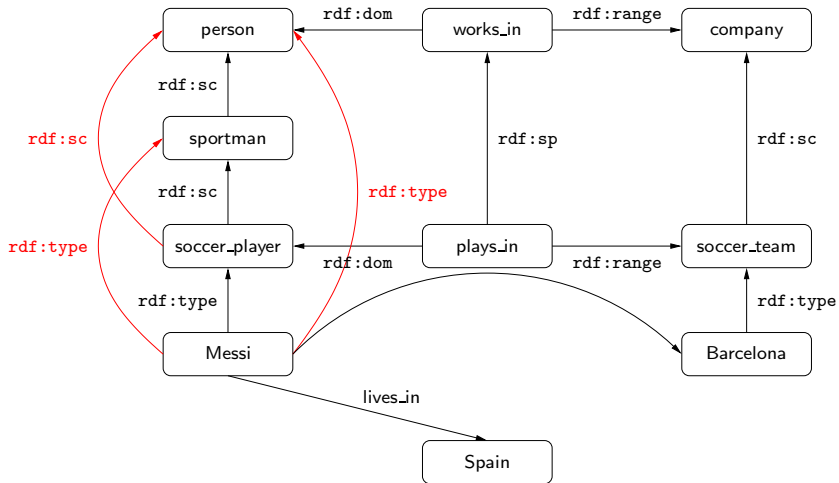 rdf:dom
rdf:range
person
works_in
company
rdf:sc
sportman
rdf:sc
rdf:sp
rdf:sc
rdf:sc
rdf:type
rdf:type
soccer_player
plays_in
soccer_team
rdf:dom
rdf:range
rdf:type
rdf:type
Messi
Barcelona
lives_in
Spain